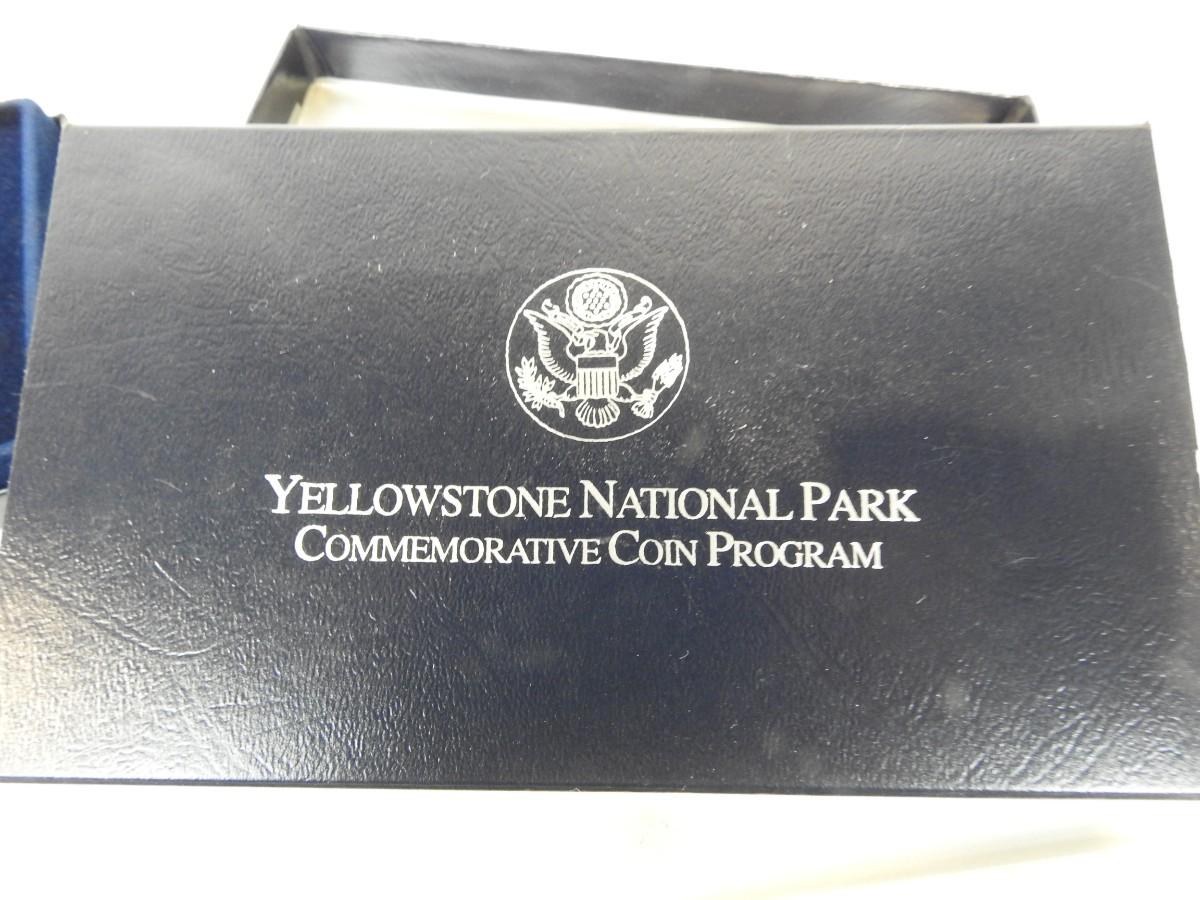 YELLOWSTONE NATIONAL PARK
COMMEMORATIVE COIN PROGRAM